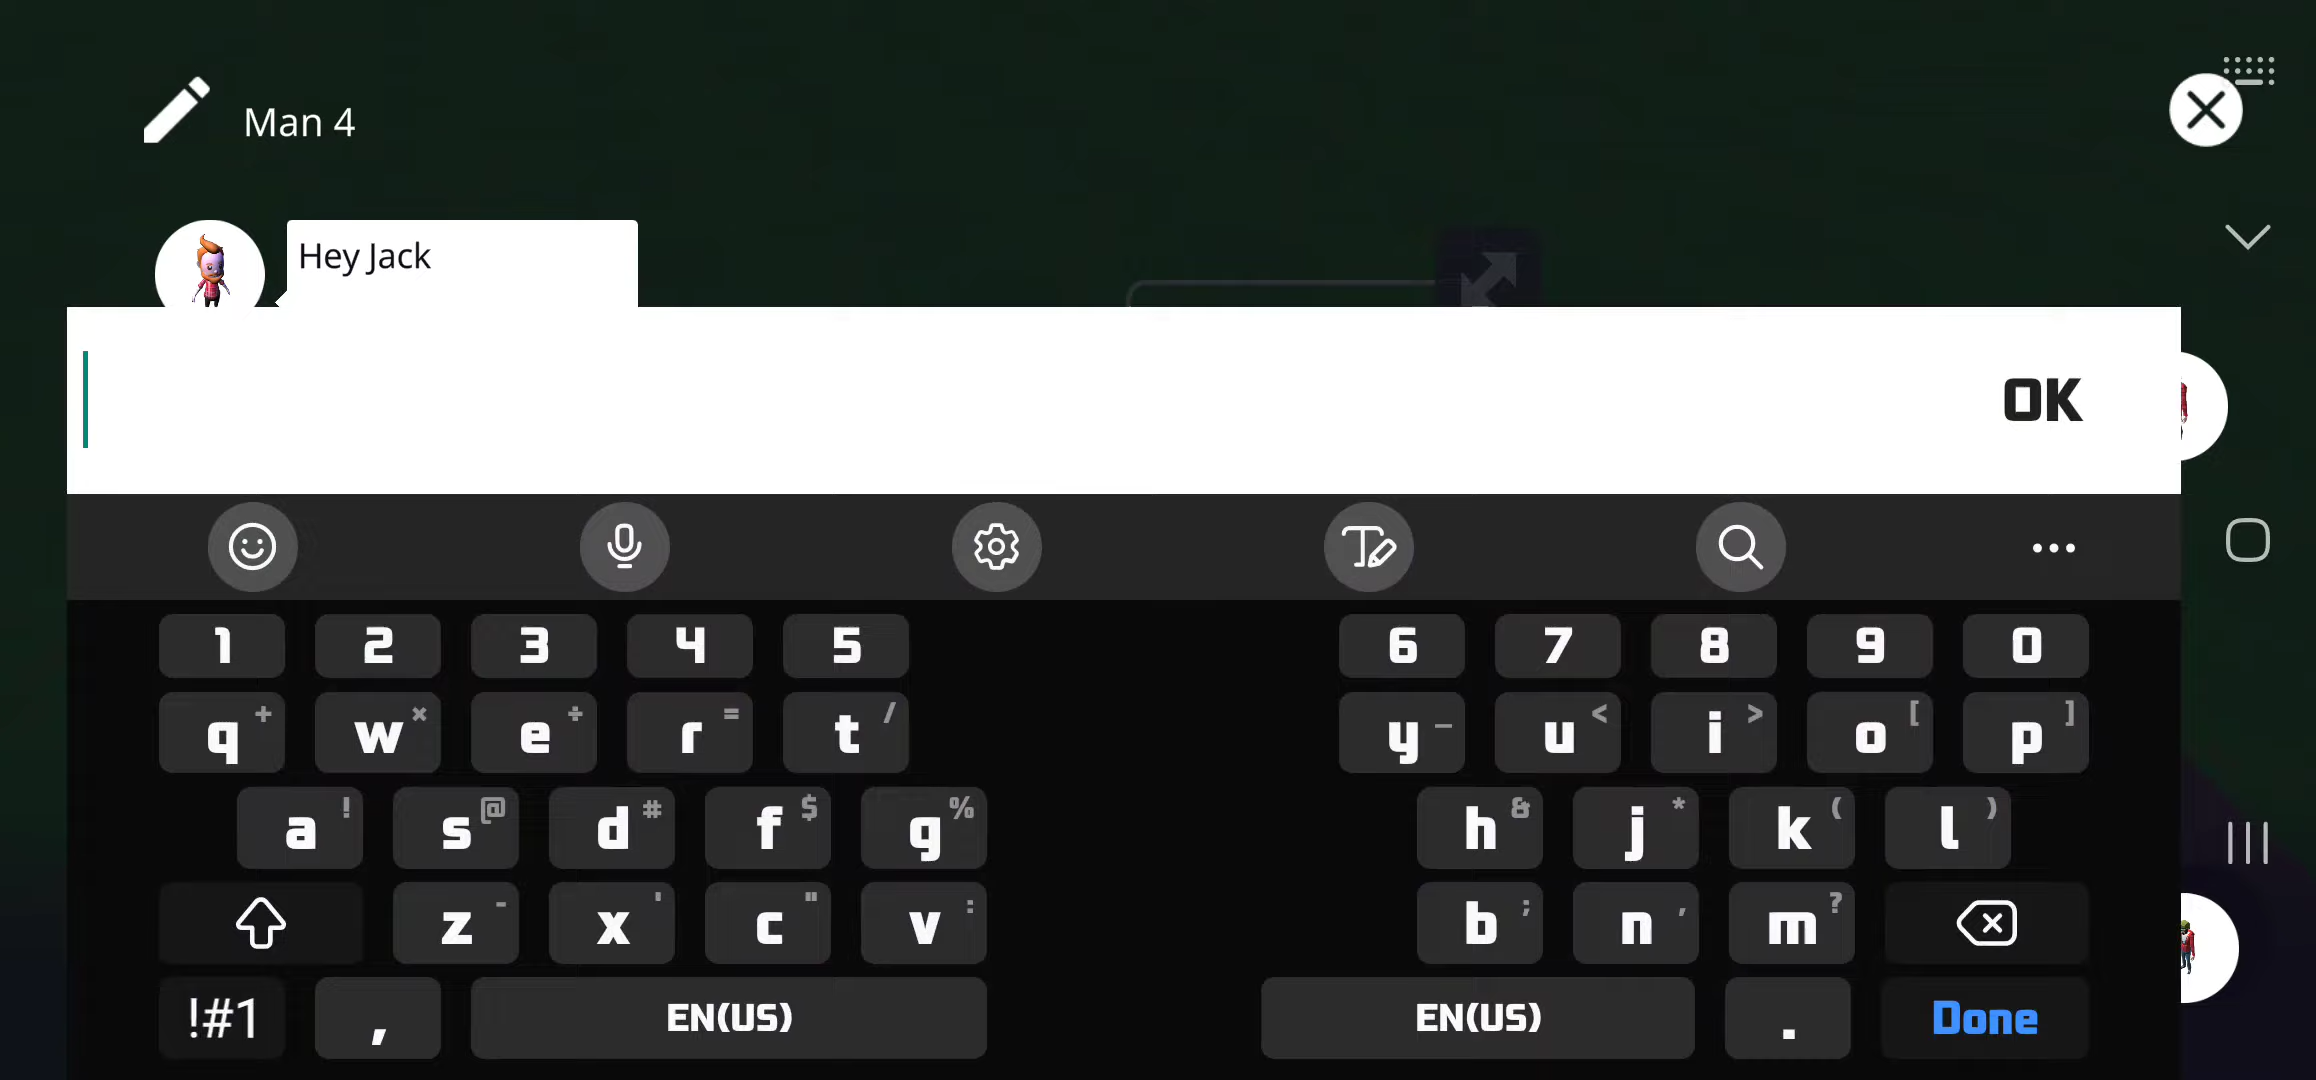 Man 4
Hey Jack
OK
1 2 3 4 5 6 7 8 9 0
q + w × e ÷ r = t / y _ u < i > o [ p ]
a ! s @ d # f $ g % h & j * k ( l )
z - x ' c " v : b ; n , m ?
!#1 , EN(US) EN(US) . Done